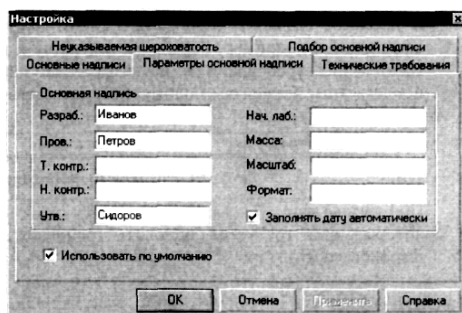 Настройка
Неуказываемая шероховатость Подбор основной надписи
Основные надписи Параметры основной надписи Технические требования
Основная надпись
Разраб.: Иванов Нач. лаб.:
Пров.: Петров Масса:
Т. контр.: Масштаб:
Н. контр.: Формат:
Утв.: Сидоров Заполнять дату автоматически
Использовать по умолчанию
OK Отмена Применить Справка